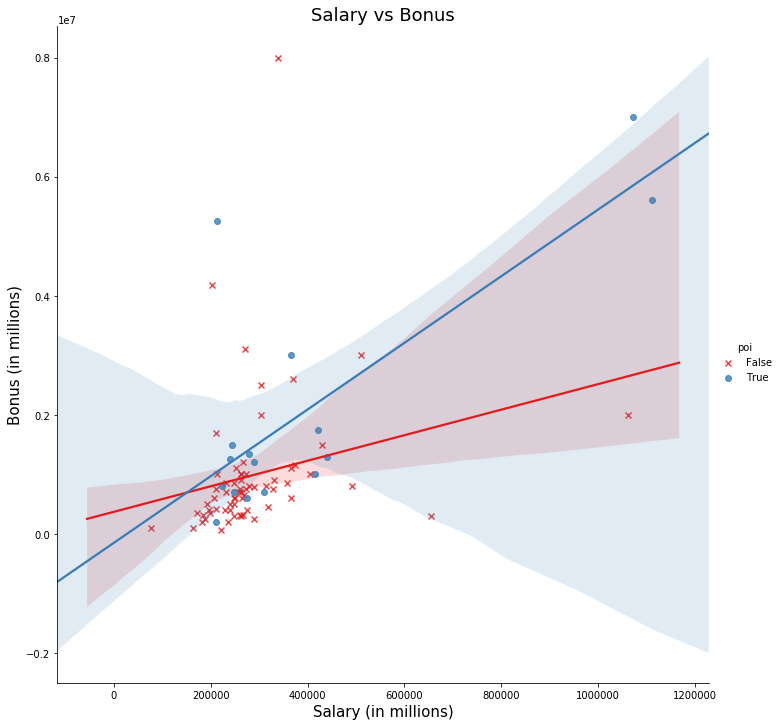 Salary vs Bonus
1e7
0.8
0.6
0.4
0.2
0.0
−0.2
Bonus (in millions)
0 200000 400000 600000 800000 1000000 1200000
Salary (in millions)
poi
False
True